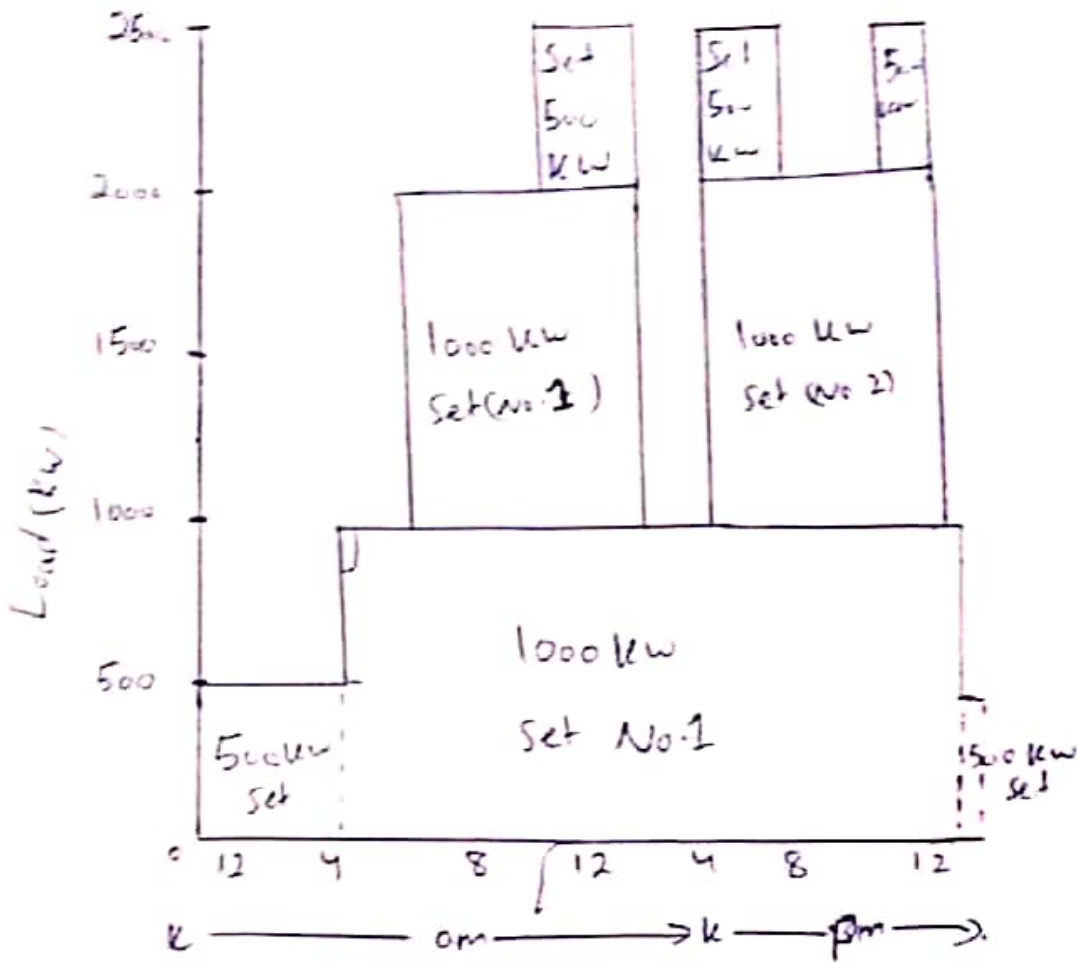 Load (kw)
2500
2000
1500
1000
500
0
Set
500
KW
Set
500
kw
500
1000 kw
Set (No.1)
1000 kw
Set (No 2)
1000 kw
Set No.1
500kw
set
500 kw
set
12 4 8 12 4 8 12
am pm